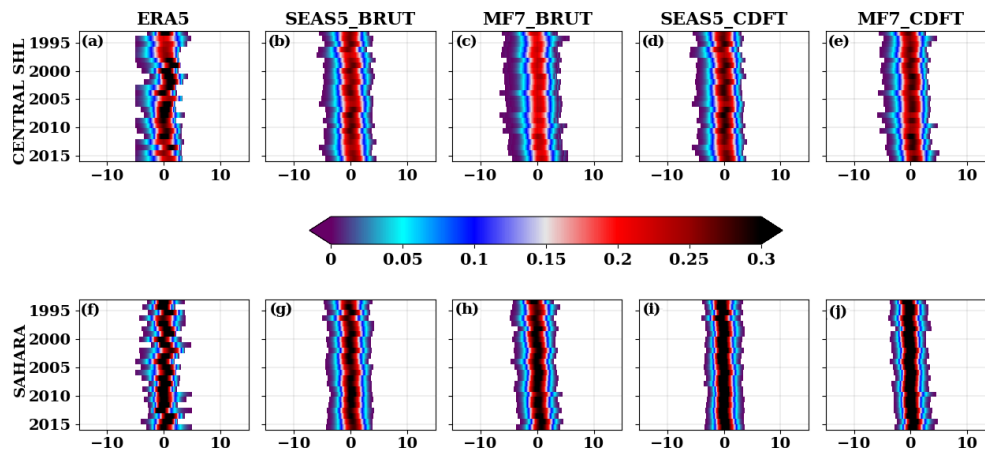 ERA5 SEAS5_BRUT MF7_BRUT SEAS5_CDFT MF7_CDFT
CENTRAL SHL
1995 (a) (b) (c) (d) (e)
2000
2005
2010
2015
−10 0 10 −10 0 10 −10 0 10 −10 0 10 −10 0 10
0 0.05 0.1 0.15 0.2 0.25 0.3
SAHARA
1995 (f) (g) (h) (i) (j)
2000
2005
2010
2015
−10 0 10 −10 0 10 −10 0 10 −10 0 10 −10 0 10